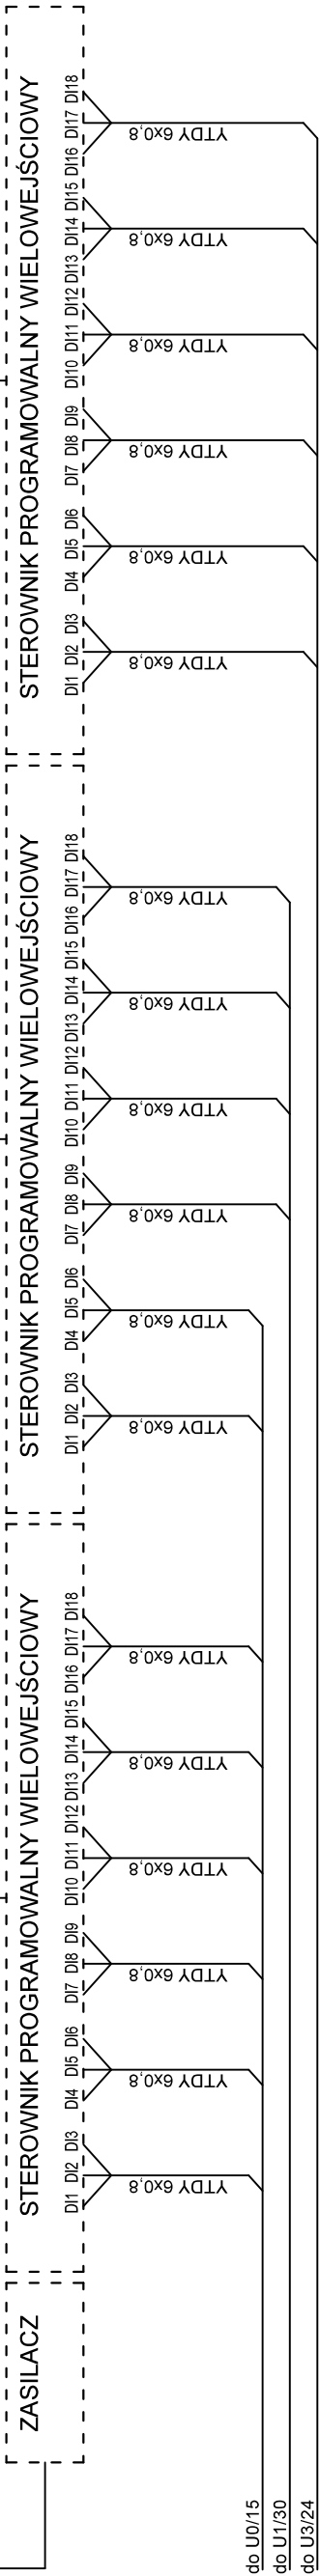 ZASILACZ
STEROWNIK PROGRAMOWALNY WIELOWEJŚCIOWY
DI1 DI2 DI3 DI4 DI5 DI6 DI7 DI8 DI9 DI10 DI11 DI12 DI13 DI14 DI15 DI16 DI17 DI18
YTDY 6x0,8
YTDY 6x0,8
YTDY 6x0,8
YTDY 6x0,8
YTDY 6x0,8
YTDY 6x0,8
STEROWNIK PROGRAMOWALNY WIELOWEJŚCIOWY
DI1 DI2 DI3 DI4 DI5 DI6 DI7 DI8 DI9 DI10 DI11 DI12 DI13 DI14 DI15 DI16 DI17 DI18
YTDY 6x0,8
YTDY 6x0,8
YTDY 6x0,8
YTDY 6x0,8
YTDY 6x0,8
YTDY 6x0,8
STEROWNIK PROGRAMOWALNY WIELOWEJŚCIOWY
DI1 DI2 DI3 DI4 DI5 DI6 DI7 DI8 DI9 DI10 DI11 DI12 DI13 DI14 DI15 DI16 DI17 DI18
YTDY 6x0,8
YTDY 6x0,8
YTDY 6x0,8
YTDY 6x0,8
YTDY 6x0,8
YTDY 6x0,8
do U0/15
do U1/30
do U3/24